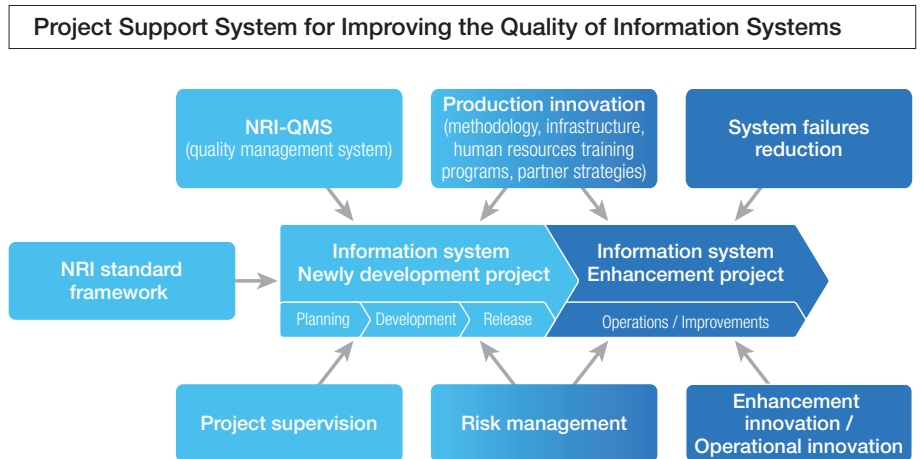 Project Support System for Improving the Quality of Information Systems
NRI-QMS
(quality management system)
Production innovation
(methodology, infrastructure,
human resources training
programs, partner strategies)
System failures
reduction
NRI standard
framework
Information system
Newly development project
Information system
Enhancement project
Planning
Development
Release
Operations / Improvements
Project supervision
Risk management
Enhancement
innovation /
Operational innovation